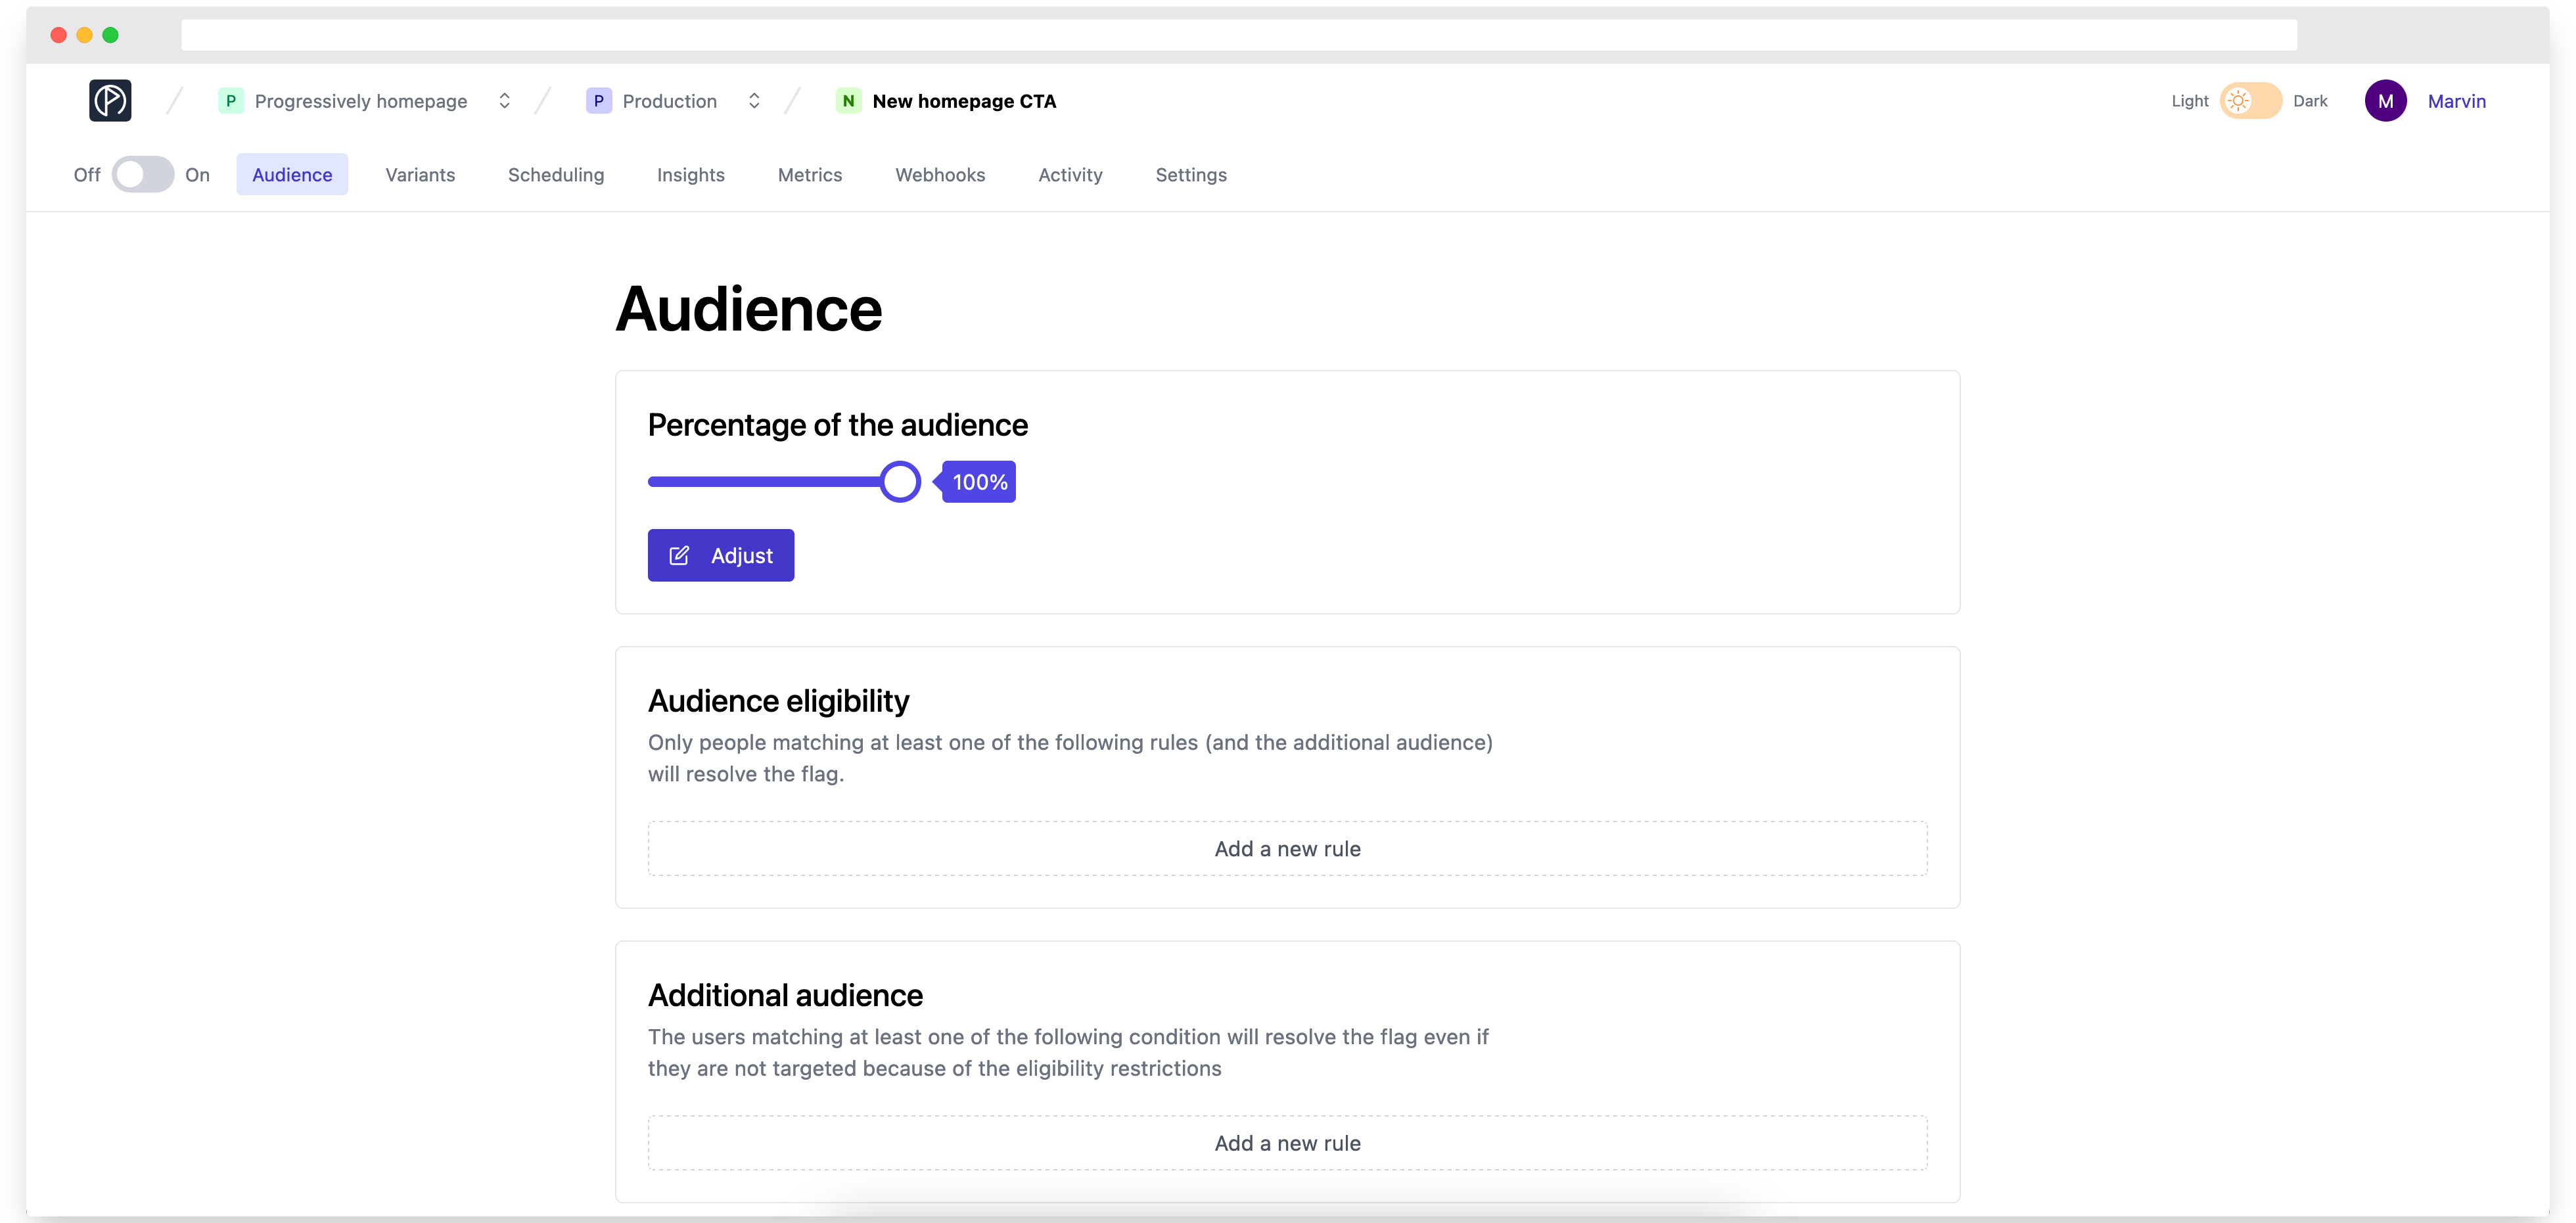 P Progressively homepage P Production N New homepage CTA Light Dark M Marvin
Off On Audience Variants Scheduling Insights Metrics Webhooks Activity Settings
Audience
Percentage of the audience
100%
Adjust
Audience eligibility
Only people matching at least one of the following rules (and the additional audience)
will resolve the flag.
Add a new rule
Additional audience
The users matching at least one of the following condition will resolve the flag even if
they are not targeted because of the eligibility restrictions
Add a new rule